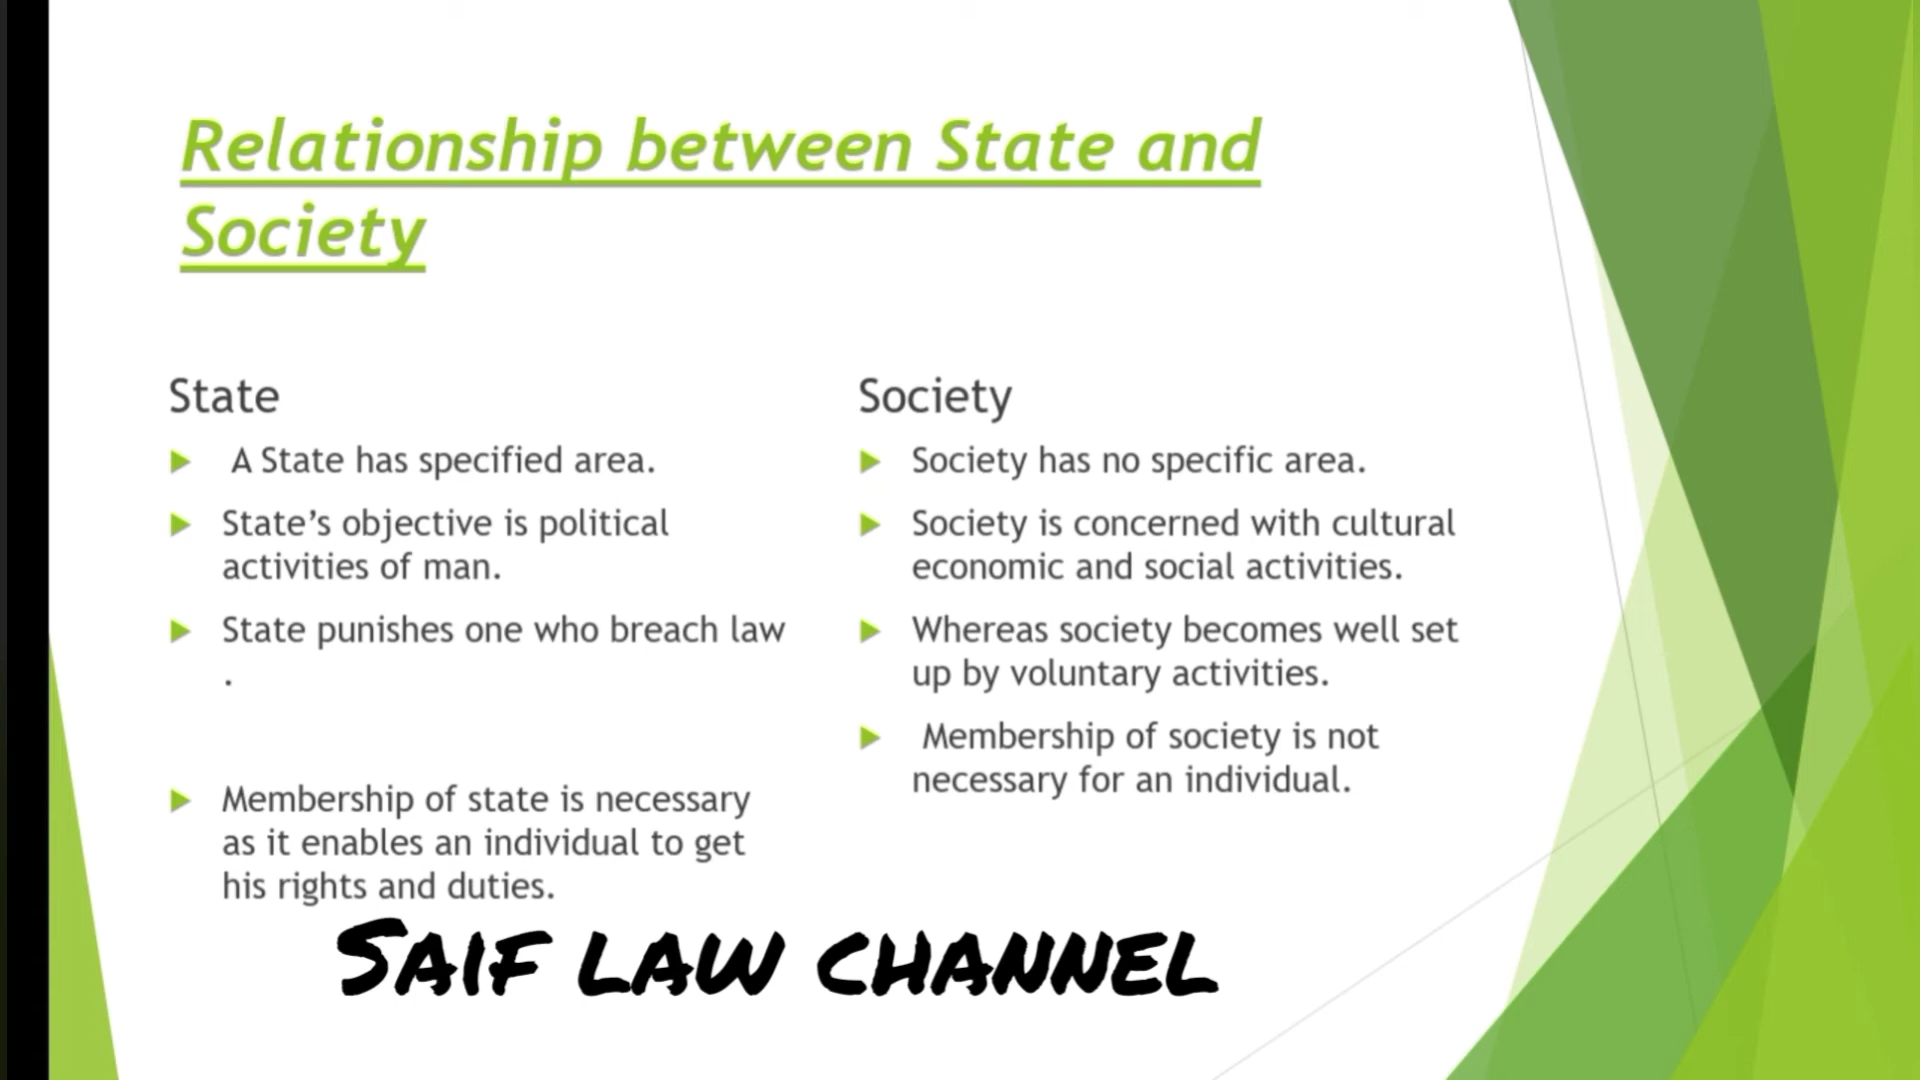 Relationship between State and
Society
State
A State has specified area.
State’s objective is political
activities of man.
State punishes one who breach law
.
Membership of state is necessary
as it enables an individual to get
his rights and duties.
Society
Society has no specific area.
Society is concerned with cultural
economic and social activities.
Whereas society becomes well set
up by voluntary activities.
Membership of society is not
necessary for an individual.
SAIF LAW CHANNEL